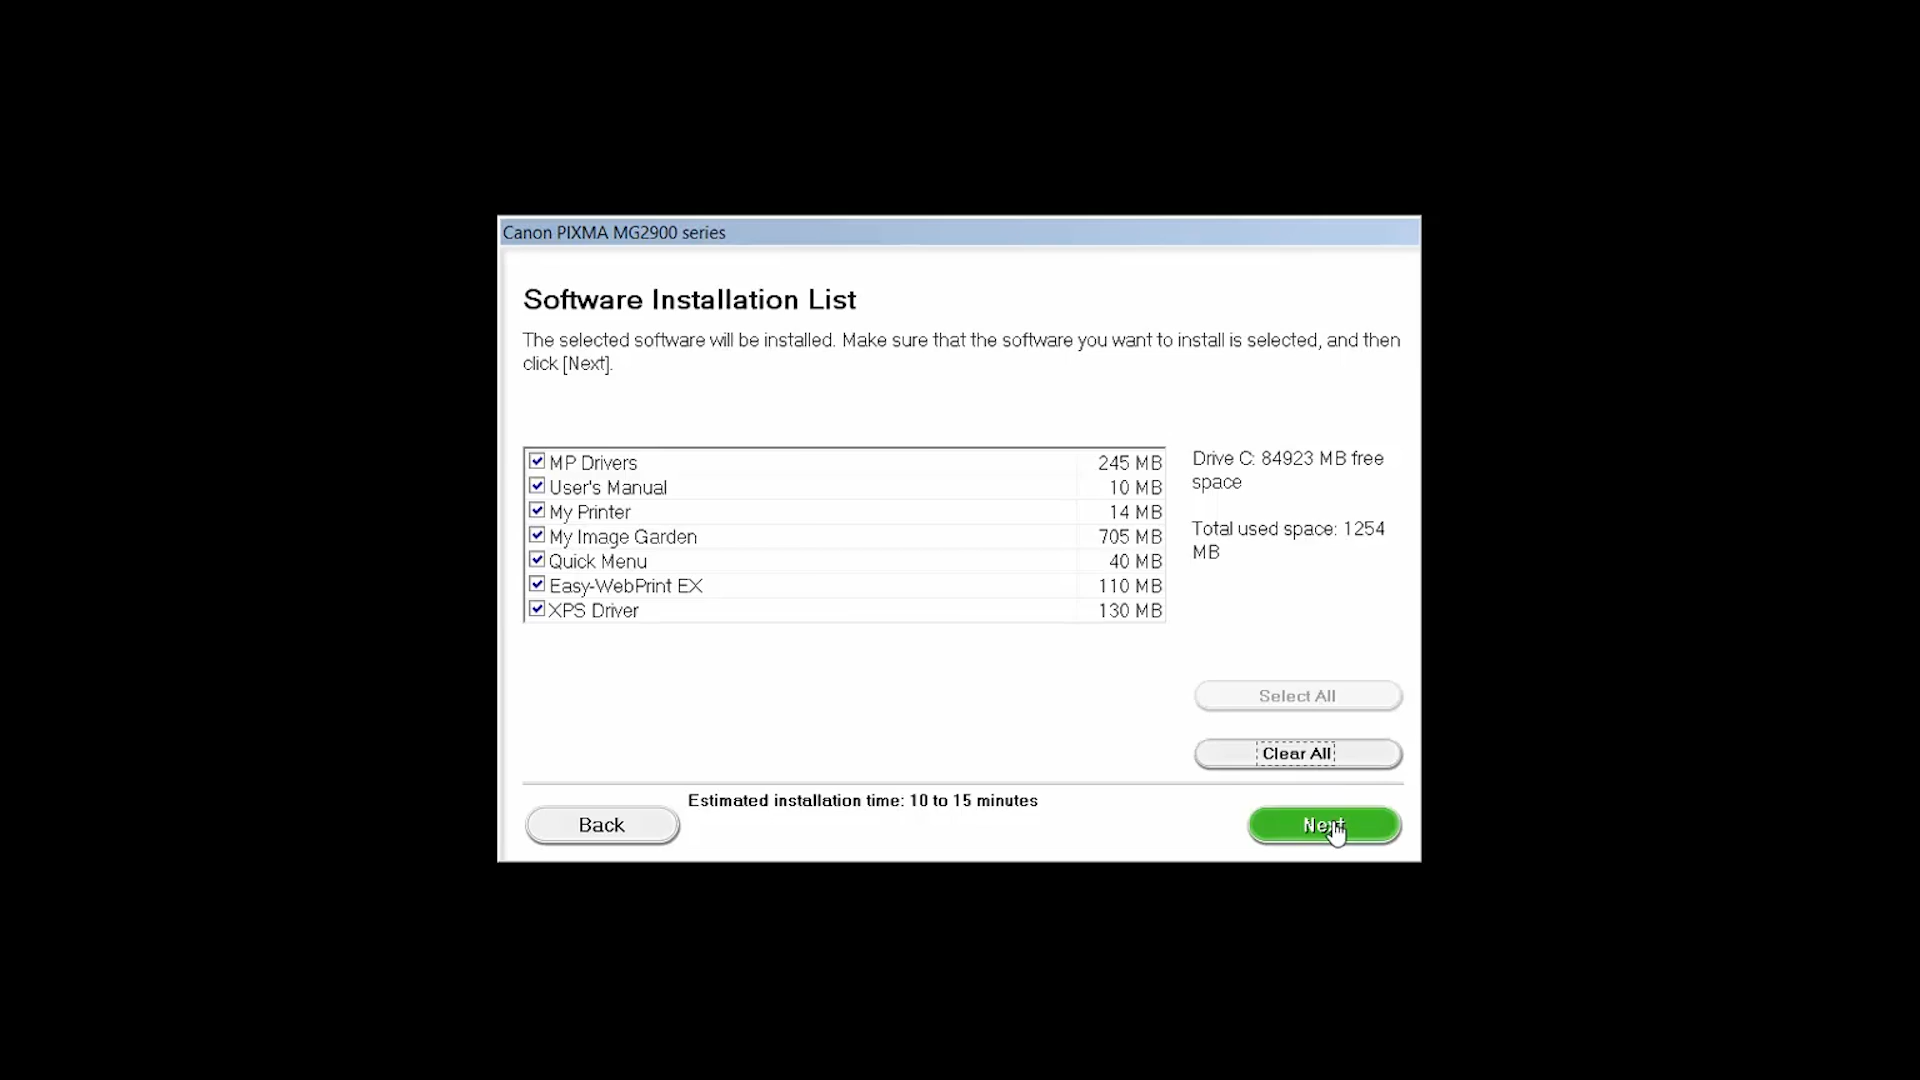 Canon PIXMA MG2900 series
Software Installation List
The selected software will be installed. Make sure that the software you want to install is selected, and then
click [Next].
MP Drivers 245 MB
User's Manual 10 MB
My Printer 14 MB
My Image Garden 705 MB
Quick Menu 40 MB
Easy-WebPrint EX 110 MB
XPS Driver 130 MB
Drive C: 84923 MB free
space
Total used space: 1254
MB
Select All
Clear All
Estimated installation time: 10 to 15 minutes
Back
Next